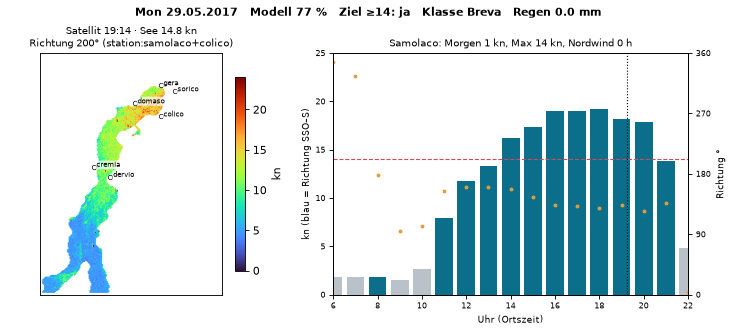 Mon 29.05.2017   Modell 77 %   Ziel ≥14: ja   Klasse Breva   Regen 0.0 mm
Satellit 19:14 · See 14.8 kn
Richtung 200° (station:samolaco+colico)
gera
sorico
domaso
colico
cremia
dervio
20
15
10
5
0
kn
Samolaco: Morgen 1 kn, Max 14 kn, Nordwind 0 h
25
20
15
10
5
0
kn (blau = Richtung SSO–S)
360
270
180
90
0
Richtung °
6 8 10 12 14 16 18 20 22
Uhr (Ortszeit)